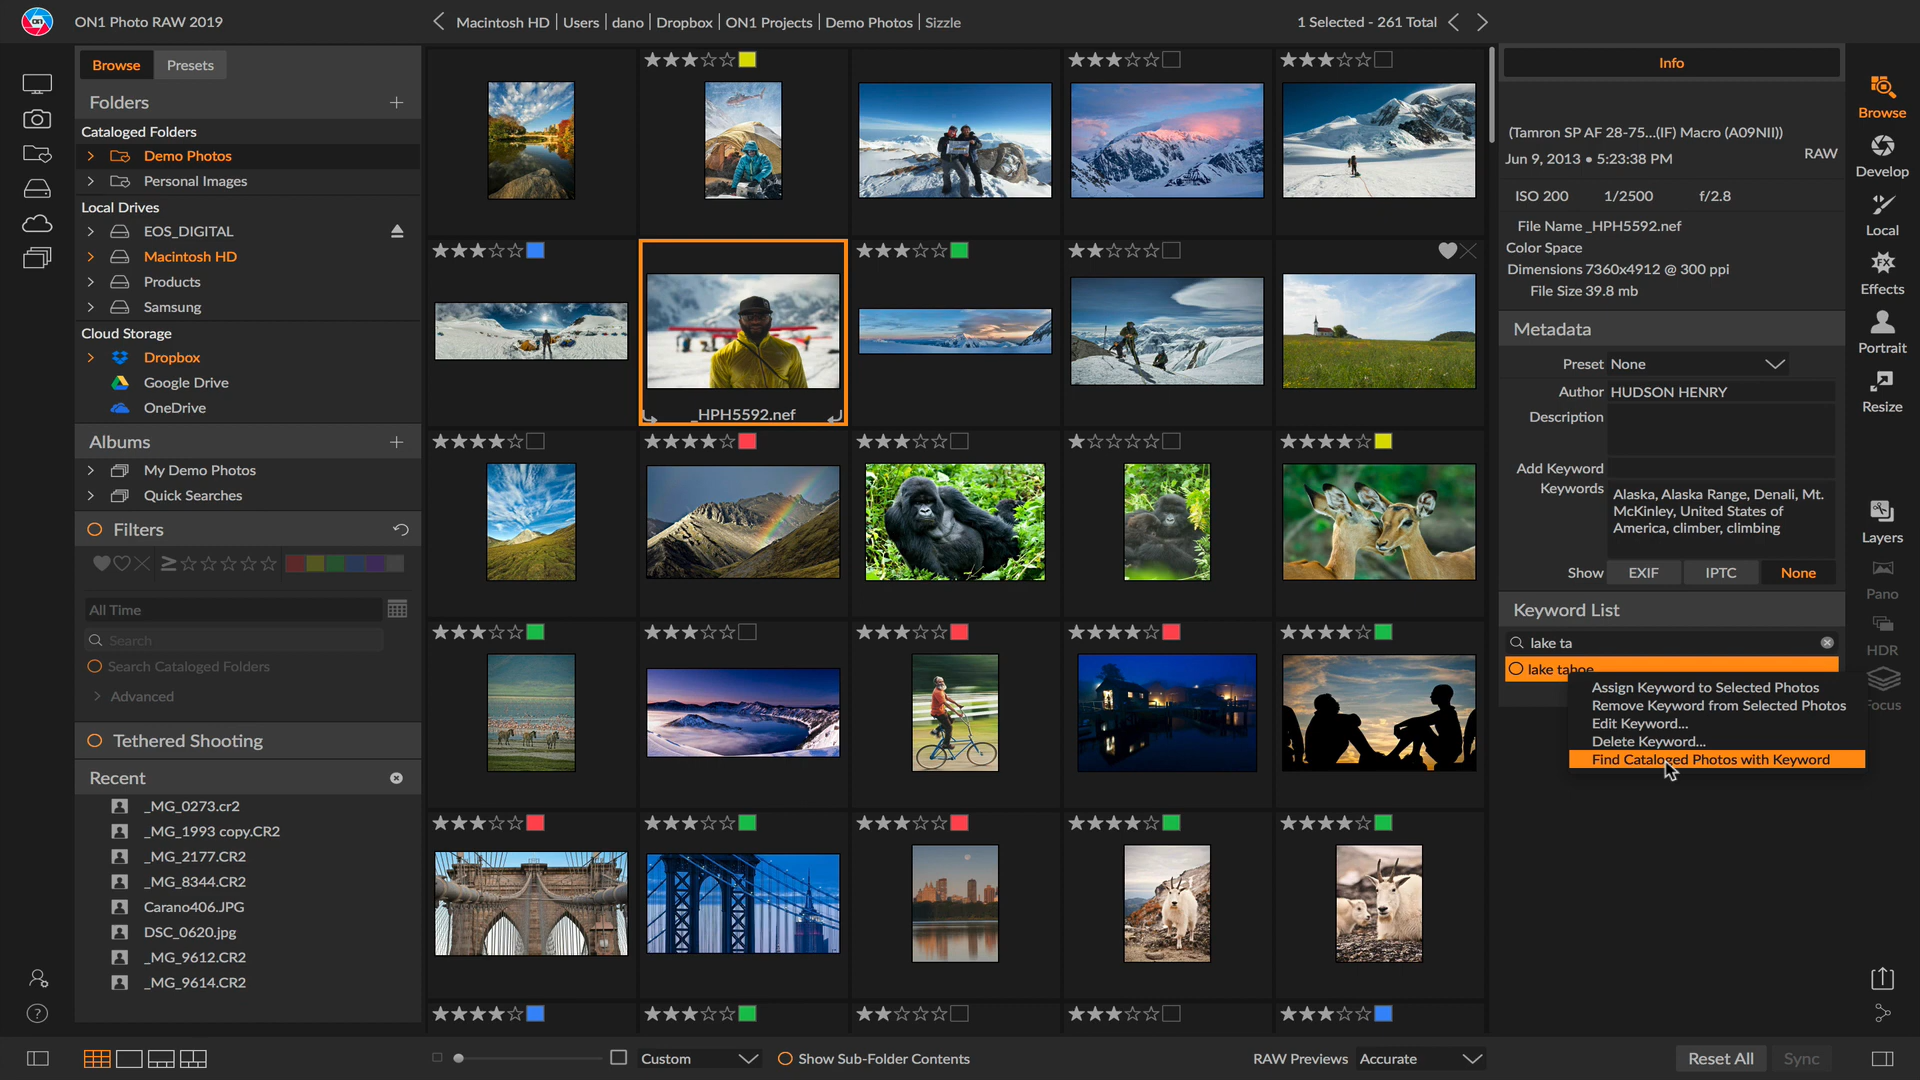 ON1 Photo RAW 2019
Macintosh HD | Users | dano | Dropbox | ON1 Projects | Demo Photos | Sizzle
1 Selected - 261 Total
Browse
Presets
Folders
Cataloged Folders
Demo Photos
Personal Images
Local Drives
EOS_DIGITAL
Macintosh HD
Products
Samsung
Cloud Storage
Dropbox
Google Drive
OneDrive
Albums
My Demo Photos
Quick Searches
Filters
All Time
Search
Search Cataloged Folders
Advanced
Tethered Shooting
Recent
_MG_0273.cr2
_MG_1993 copy.CR2
_MG_2177.CR2
_MG_8344.CR2
Carano406.JPG
DSC_0620.jpg
_MG_9612.CR2
_MG_9614.CR2
_HPH5592.nef
Custom
Show Sub-Folder Contents
RAW Previews Accurate
Info
(Tamron SP AF 28-75...(IF) Macro (A09NII))
Jun 9, 2013 • 5:23:38 PM
RAW
ISO 200 1/2500 f/2.8
File Name _HPH5592.nef
Color Space
Dimensions 7360x4912 @ 300 ppi
File Size 39.8 mb
Metadata
Preset None
Author HUDSON HENRY
Description
Add Keyword
Keywords
Alaska, Alaska Range, Denali, Mt.
McKinley, United States of
America, climber, climbing
Show EXIF IPTC None
Keyword List
lake ta
lake tahoe
Assign Keyword to Selected Photos
Remove Keyword from Selected Photos
Edit Keyword...
Delete Keyword...
Find Cataloged Photos with Keyword
Reset All
Sync
Browse
Develop
Local
FX
Effects
Portrait
Resize
Layers
Pano
HDR
Focus